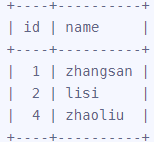 +----+----------+
| id | name     |
+----+----------+
|  1 | zhangsan |
|  2 | lisi     |
|  4 | zhaoliu  |
+----+----------+